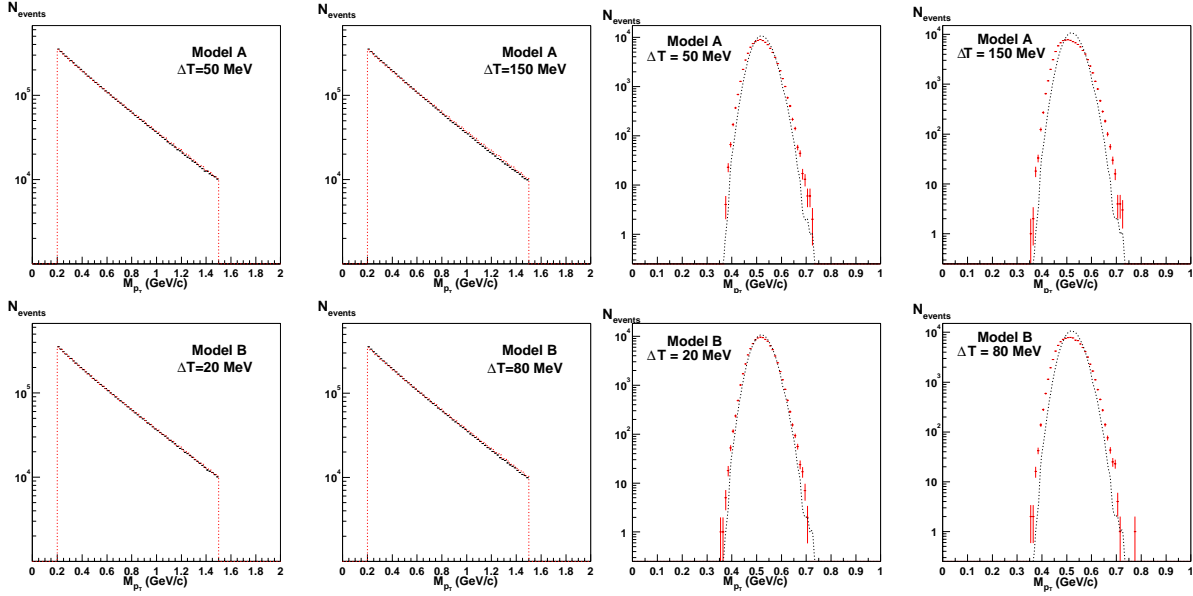 N_events
10^5
10^4
Model A
ΔT=50 MeV
0 0.2 0.4 0.6 0.8 1 1.2 1.4 1.6 1.8 2
M_pT (GeV/c)
N_events
10^5
10^4
Model A
ΔT=150 MeV
0 0.2 0.4 0.6 0.8 1 1.2 1.4 1.6 1.8 2
M_pT (GeV/c)
N_events
10^4
10^3
10^2
10
1
Model A
ΔT = 50 MeV
0 0.1 0.2 0.3 0.4 0.5 0.6 0.7 0.8 0.9 1
M_pT (GeV/c)
N_events
10^4
10^3
10^2
10
1
Model A
ΔT = 150 MeV
0 0.1 0.2 0.3 0.4 0.5 0.6 0.7 0.8 0.9 1
M_pT (GeV/c)
N_events
10^5
10^4
Model B
ΔT=20 MeV
0 0.2 0.4 0.6 0.8 1 1.2 1.4 1.6 1.8 2
M_pT (GeV/c)
N_events
10^5
10^4
Model B
ΔT=80 MeV
0 0.2 0.4 0.6 0.8 1 1.2 1.4 1.6 1.8 2
M_pT (GeV/c)
N_events
10^4
10^3
10^2
10
1
Model B
ΔT = 20 MeV
0 0.1 0.2 0.3 0.4 0.5 0.6 0.7 0.8 0.9 1
M_pT (GeV/c)
N_events
10^4
10^3
10^2
10
1
Model B
ΔT = 80 MeV
0 0.1 0.2 0.3 0.4 0.5 0.6 0.7 0.8 0.9 1
M_pT (GeV/c)